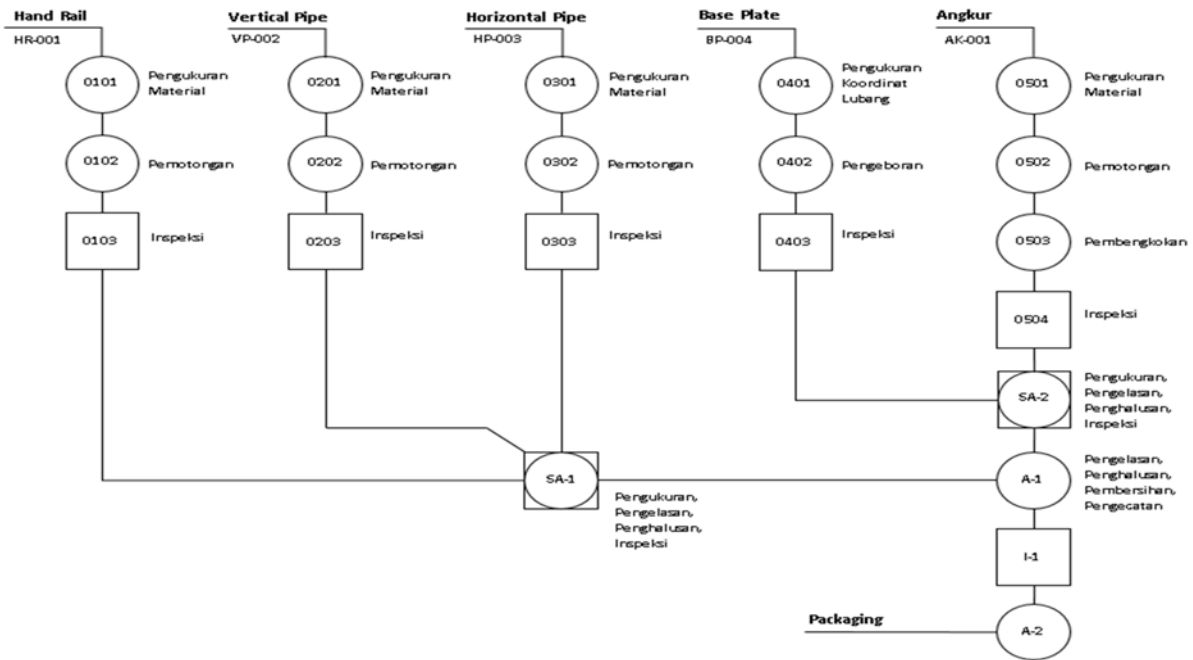 Hand Rail
HR-001
0101
Pengukuran
Material
0102
Pemotongan
0103
Inspeksi
Vertical Pipe
VP-002
0201
Pengukuran
Material
0202
Pemotongan
0203
Inspeksi
Horizontal Pipe
HP-003
0301
Pengukuran
Material
0302
Pemotongan
0303
Inspeksi
Base Plate
BP-004
0401
Pengukuran
Koordinat
Lubang
0402
Pengeboran
0403
Inspeksi
Angkur
AK-001
0501
Pengukuran
Material
0502
Pemotongan
0503
Pembengkokan
0504
Inspeksi
SA-2
Pengukuran,
Pengelasan,
Penghalusan,
Inspeksi
SA-1
Pengukuran,
Pengelasan,
Penghalusan,
Inspeksi
A-1
Pengelasan,
Penghalusan,
Pembersihan,
Pengecatan
I-1
Packaging
A-2